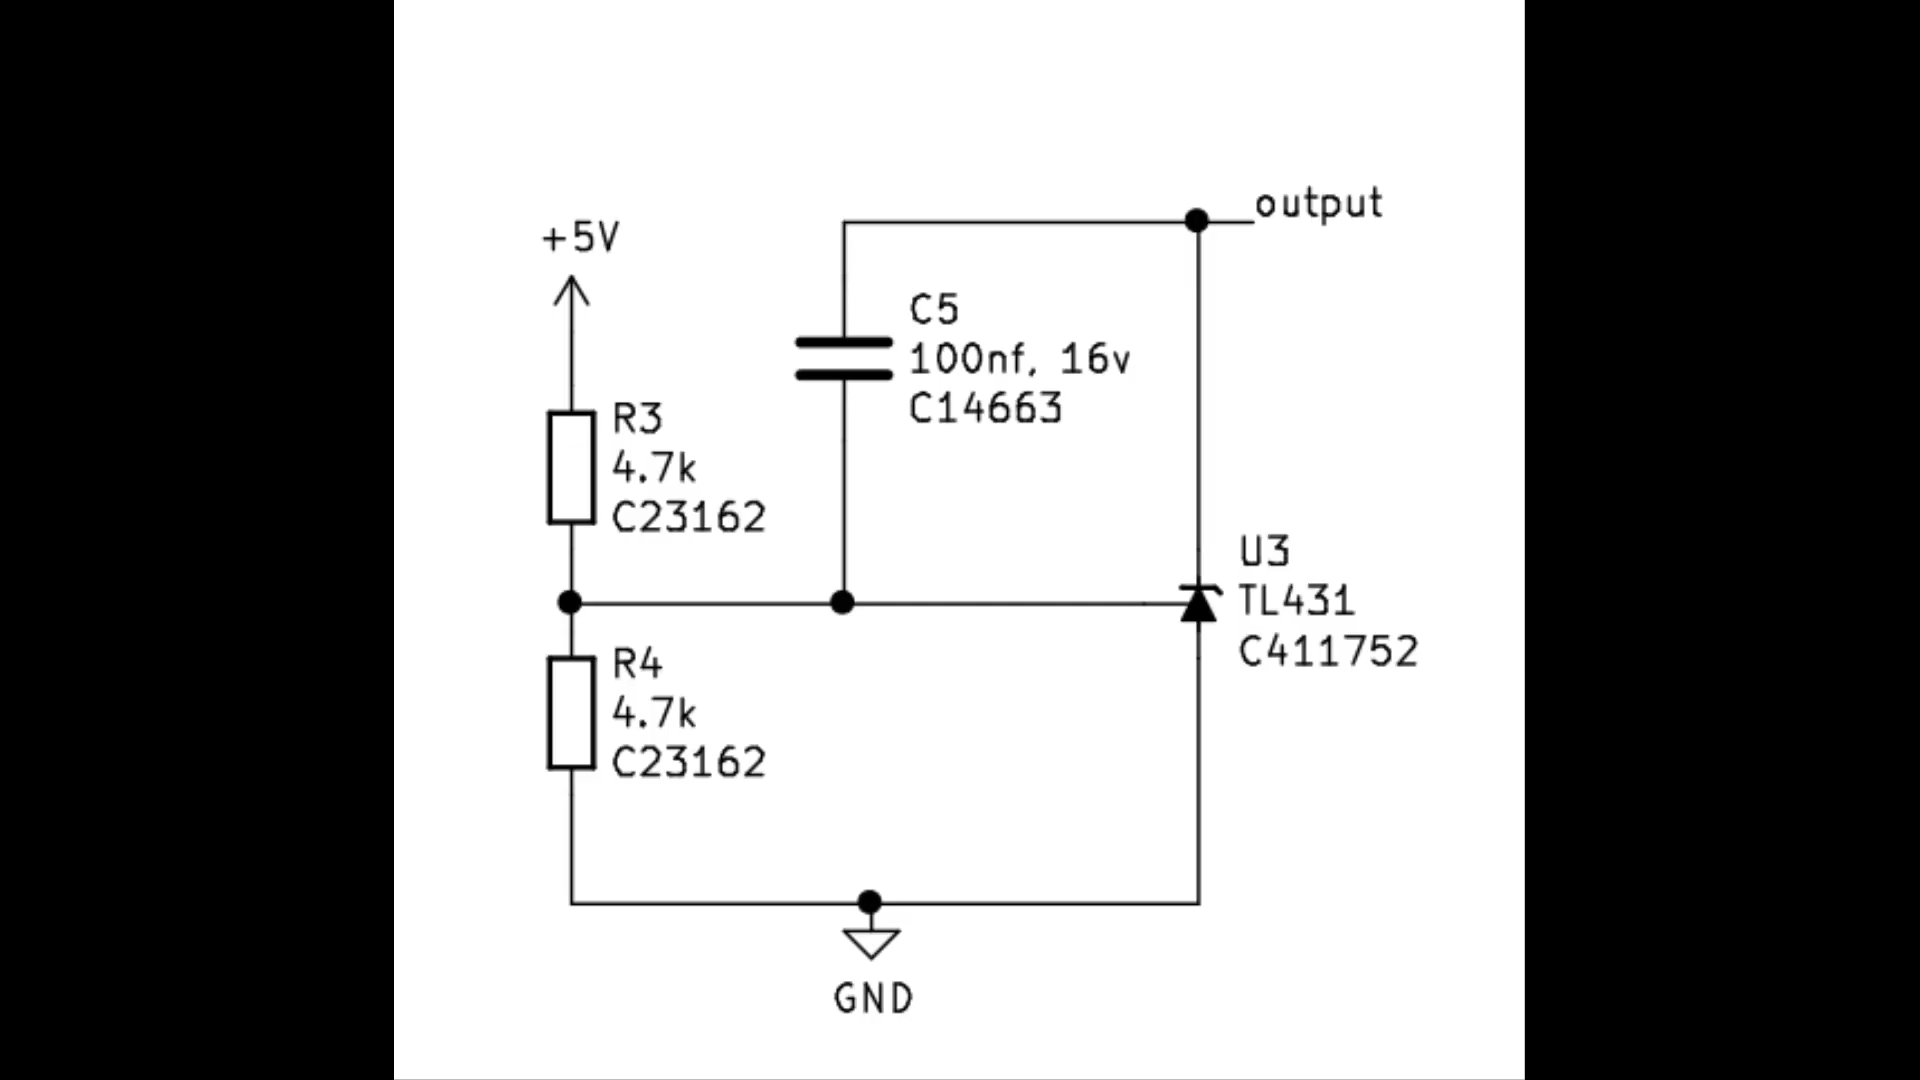 output
+5V
C5
100nf, 16v
C14663
R3
4.7k
C23162
U3
TL431
C411752
R4
4.7k
C23162
GND